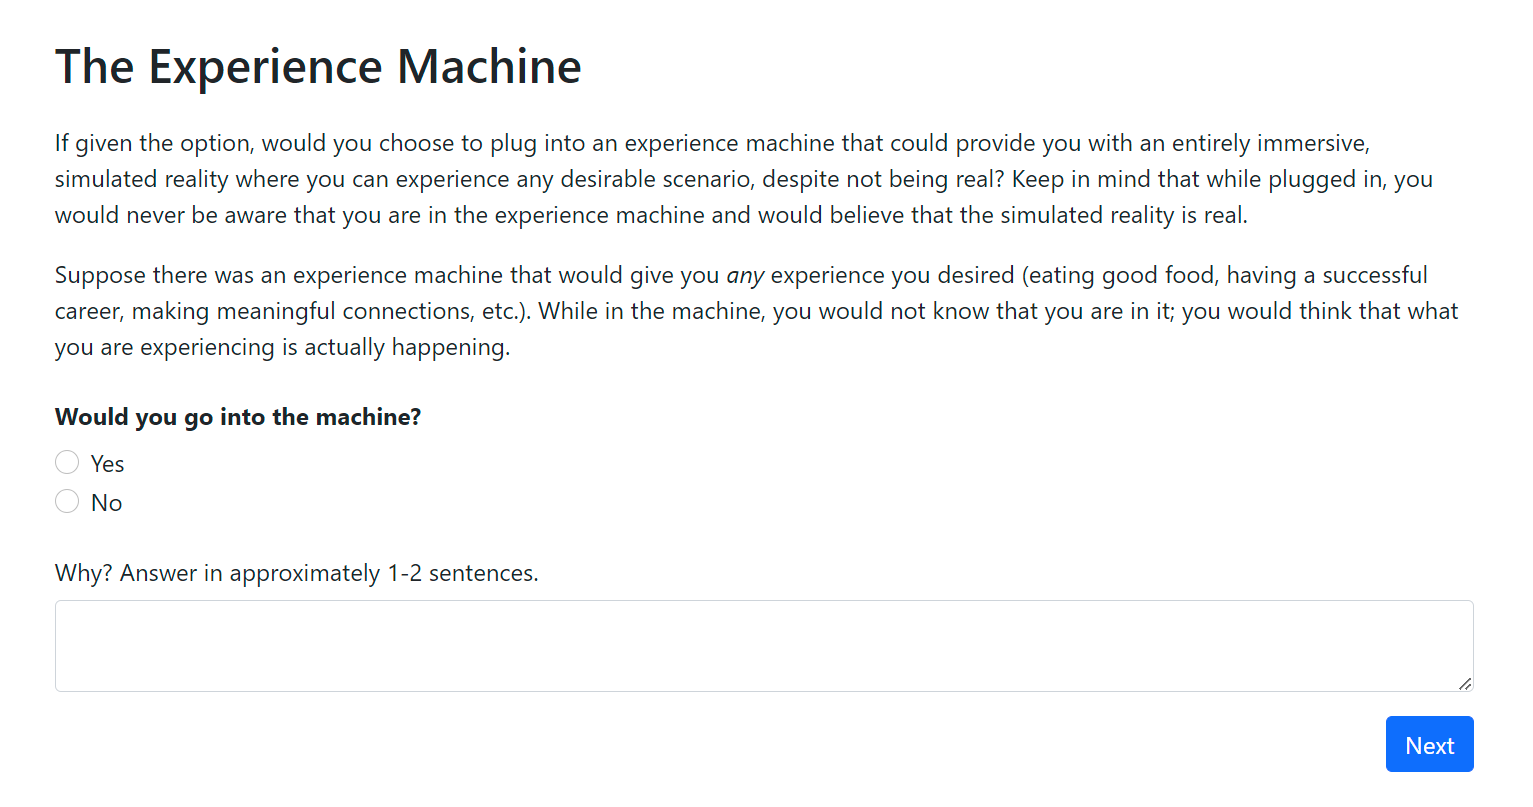 The Experience Machine
If given the option, would you choose to plug into an experience machine that could provide you with an entirely immersive,
simulated reality where you can experience any desirable scenario, despite not being real? Keep in mind that while plugged in, you
would never be aware that you are in the experience machine and would believe that the simulated reality is real.
Suppose there was an experience machine that would give you any experience you desired (eating good food, having a successful
career, making meaningful connections, etc.). While in the machine, you would not know that you are in it; you would think that what
you are experiencing is actually happening.
Would you go into the machine?
Yes
No
Why? Answer in approximately 1-2 sentences.
Next